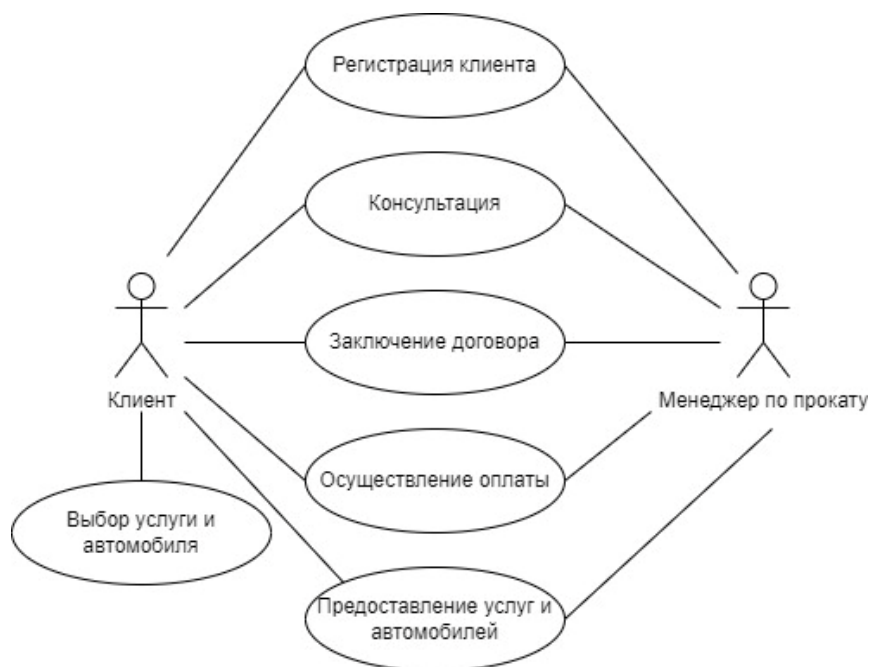 Регистрация клиента
Консультация
Заключение договора
Клиент
Менеджер по прокату
Осуществление оплаты
Выбор услуги и
автомобиля
Предоставление услуг и
автомобилей